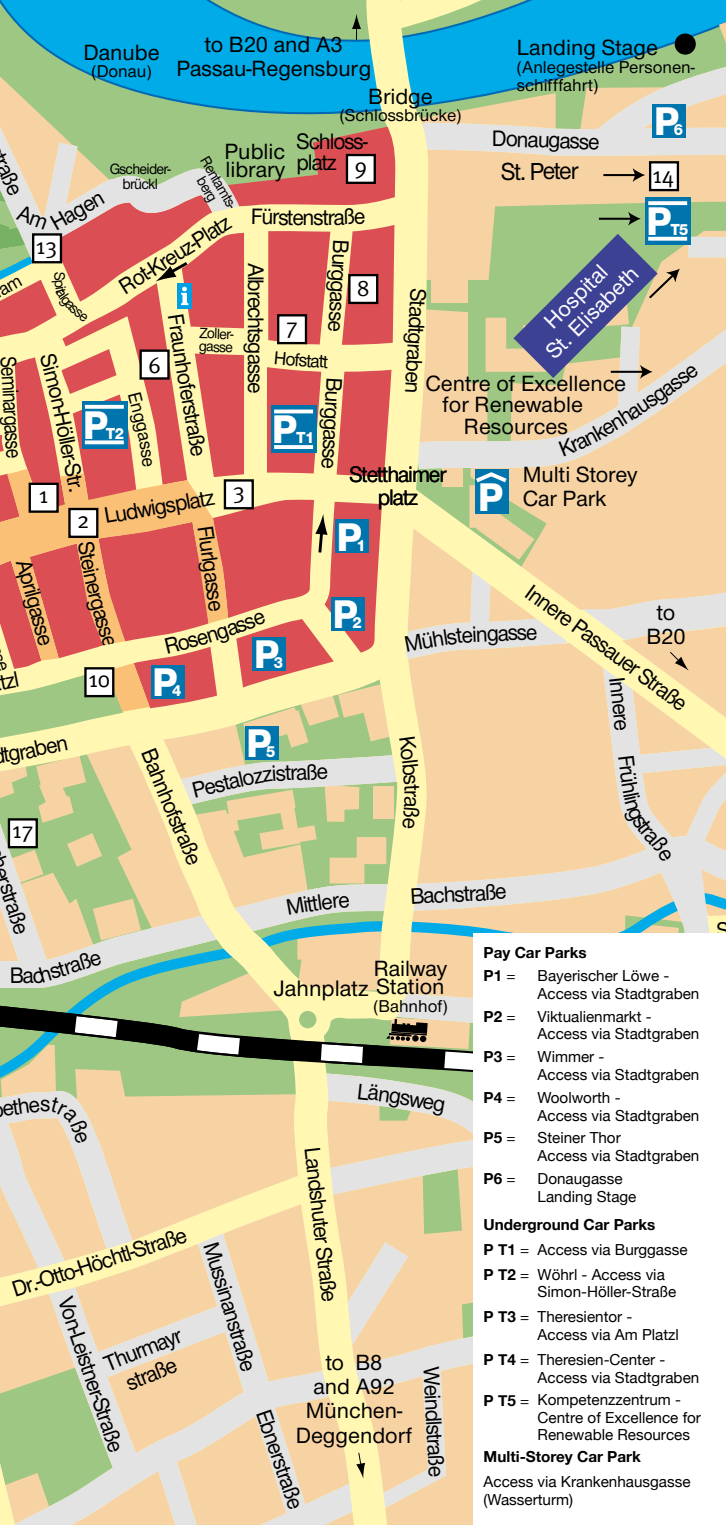 Danube
(Donau)
to B20 and A3
Passau-Regensburg
Landing Stage
(Anlegestelle Personen-
schifffahrt)
Bridge
(Schlossbrücke)
P6
Donaugasse
Schloss-
platz
9
Public
library
Gscheider-
brückl
Rentamts-
berg
St. Peter
14
Am Hagen
Fürstenstraße
PT5
13
Rot-Kreuz-Platz
Spitalgasse
i
Albrechtsgasse
Burggasse
8
Stadtgraben
Hospital
St. Elisabeth
7
Zoller-
gasse
Hofstatt
Fraunhoferstraße
6
Seminargasse
Simon-Höller-Str.
Enggasse
PT2
PT1
Burggasse
Centre of Excellence
for Renewable
Resources
Krankenhausgasse
Stetthaimer
platz
P
Multi Storey
Car Park
1
2
Ludwigsplatz
3
P1
Aprilgasse
Steinergasse
Flurlgasse
Rosengasse
P2
Innere Passauer Straße
to
B20
Mühlsteingasse
P3
10
P4
tzl
dtgraben
P5
Pestalozzistraße
Bahnhofstraße
Kolbstraße
Innere
Frühlingstraße
17
cherstraße
Mittlere
Bachstraße
Bachstraße
Jahnplatz
Railway
Station
(Bahnhof)
Längsweg
oethestraße
Landshuter Straße
Dr.-Otto-Höchtl-Straße
Mussinanstraße
Von-Leistner-Straße
Thurmayr
straße
to B8
and A92
München-
Deggendorf
Weindlstraße
Ebnerstraße
Pay Car Parks
P1 = Bayerischer Löwe -
Access via Stadtgraben
P2 = Viktualienmarkt -
Access via Stadtgraben
P3 = Wimmer -
Access via Stadtgraben
P4 = Woolworth -
Access via Stadtgraben
P5 = Steiner Thor
Access via Stadtgraben
P6 = Donaugasse
Landing Stage
Underground Car Parks
P T1 = Access via Burggasse
P T2 = Wöhrl - Access via
Simon-Höller-Straße
P T3 = Theresientor -
Access via Am Platzl
P T4 = Theresien-Center -
Access via Stadtgraben
P T5 = Kompetenzzentrum -
Centre of Excellence for
Renewable Resources
Multi-Storey Car Park
Access via Krankenhausgasse
(Wasserturm)